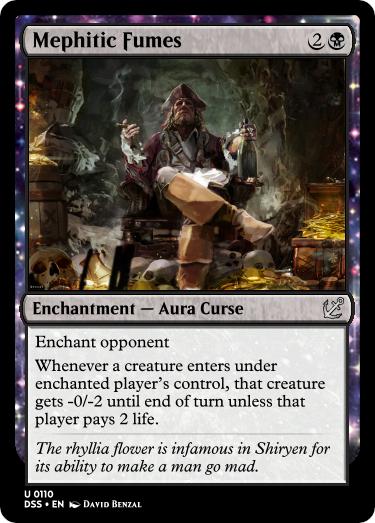 Mephitic Fumes 2
Enchantment — Aura Curse
Enchant opponent
Whenever a creature enters under
enchanted player's control, that creature
gets -0/-2 until end of turn unless that
player pays 2 life.
The rhyllia flower is infamous in Shiryen for
its ability to make a man go mad.
U 0110
DSS • EN DAVID BENZAL